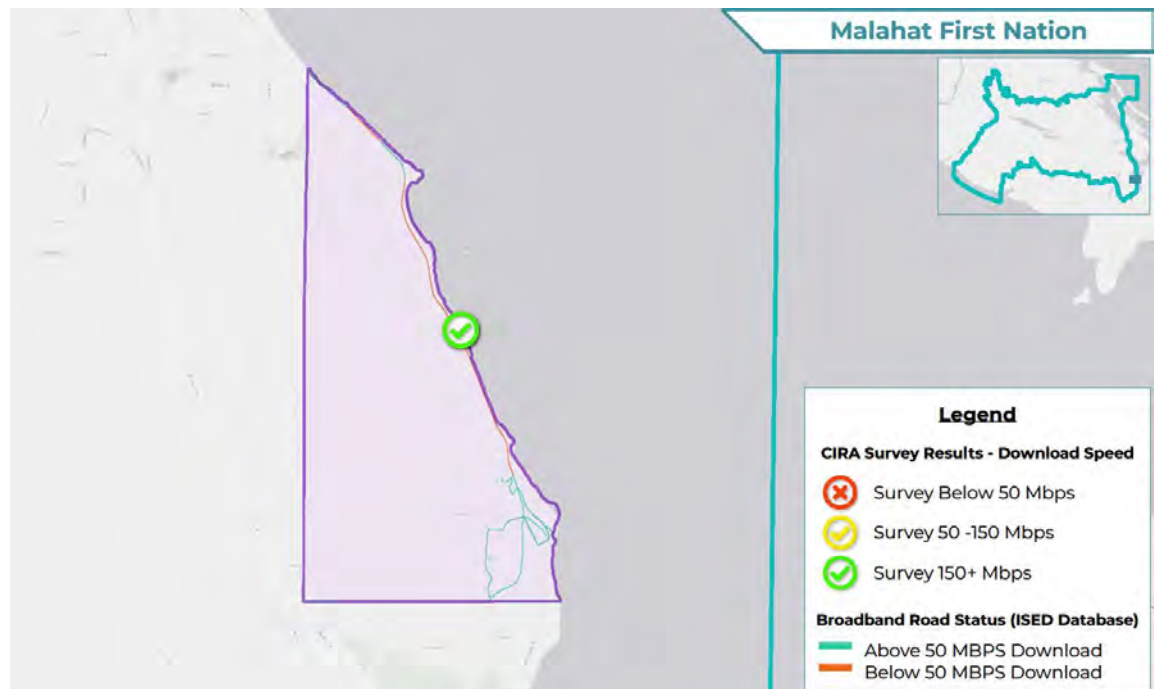 Malahat First Nation
Legend
CIRA Survey Results - Download Speed
Survey Below 50 Mbps
Survey 50 -150 Mbps
Survey 150+ Mbps
Broadband Road Status (ISED Database)
Above 50 MBPS Download
Below 50 MBPS Download